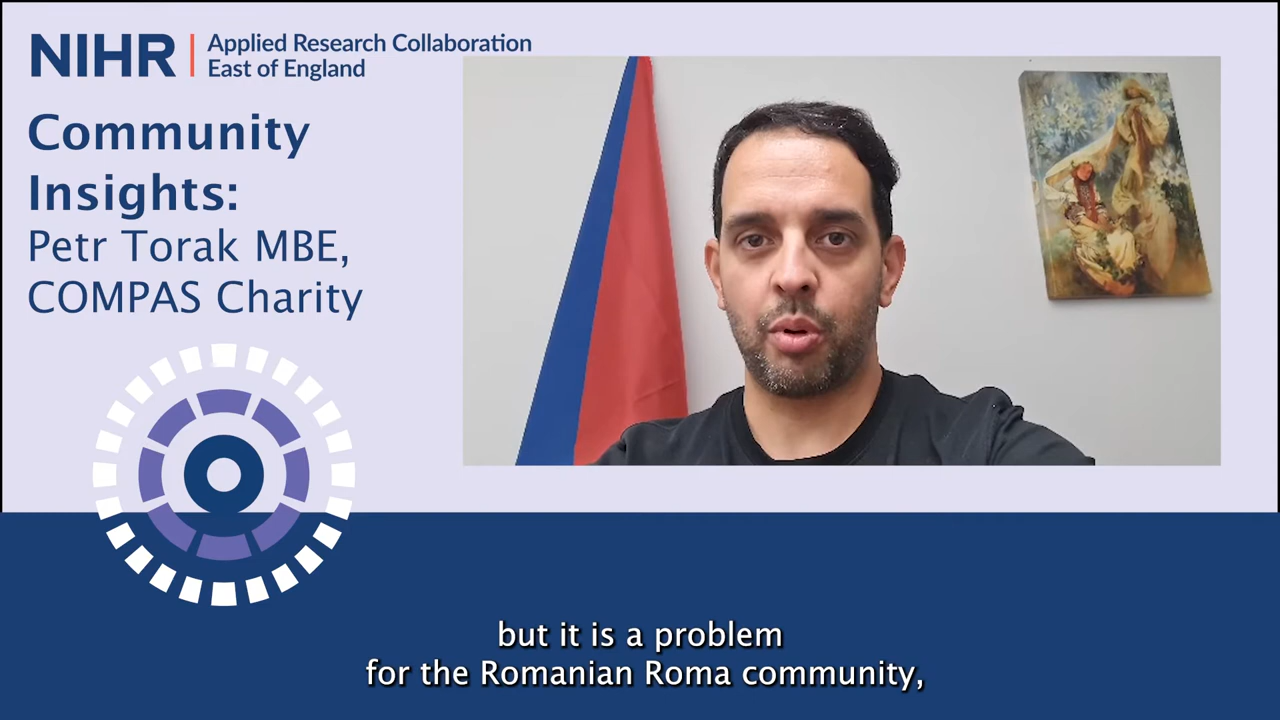 NIHR | Applied Research Collaboration
East of England
Community
Insights:
Petr Torak MBE,
COMPAS Charity
but it is a problem
for the Romanian Roma community,